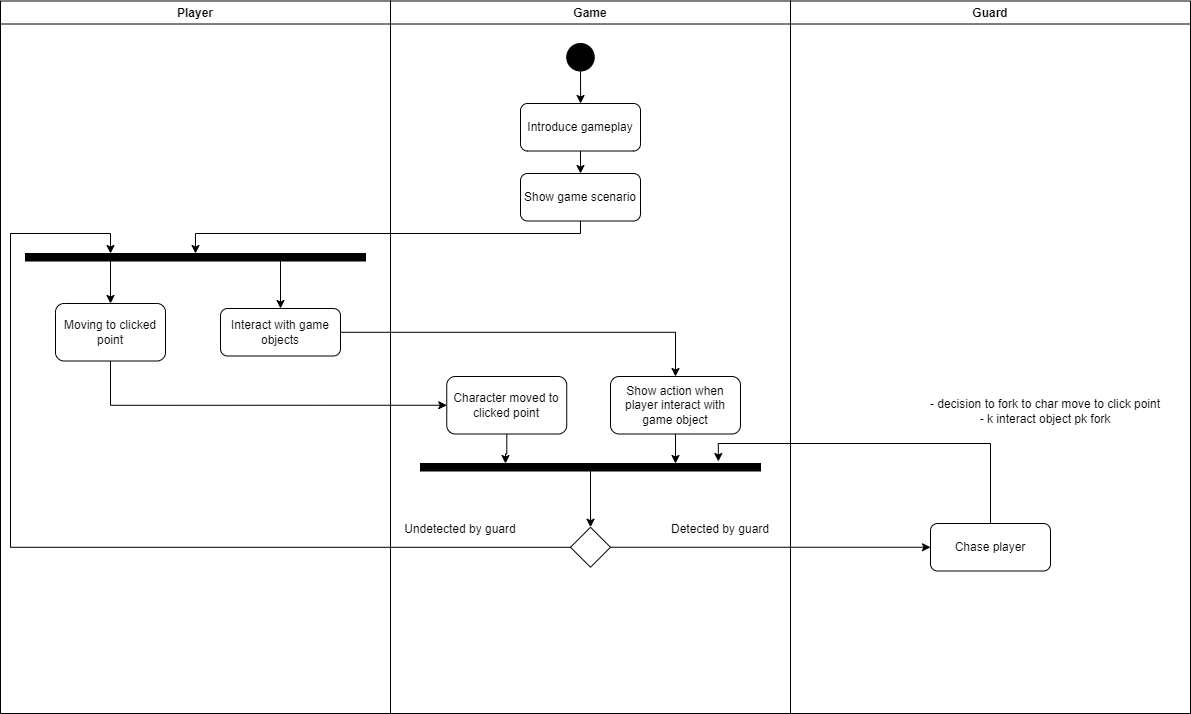 Player
Game
Guard
Introduce gameplay
Show game scenario
Moving to clicked
point
Interact with game
objects
Character moved to
clicked point
Show action when
player interact with
game object
- decision to fork to char move to click point
- k interact object pk fork
Undetected by guard
Detected by guard
Chase player